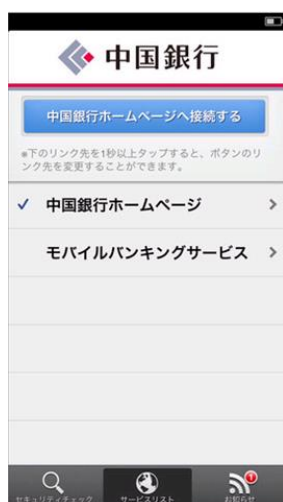 中国銀行
中国銀行ホームページへ接続する
※下のリンク先を1秒以上タップすると、ボタンのリ
ンク先を変更することができます。
中国銀行ホームページ
モバイルバンキングサービス
セキュリティチェック
サービスリスト
お知らせ
1